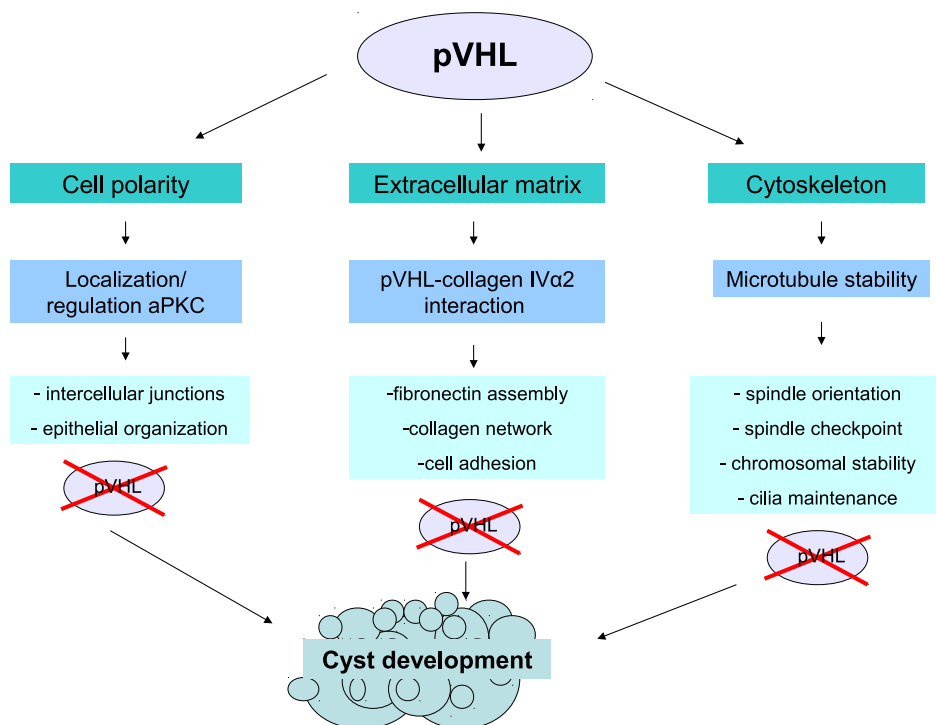 pVHL
Cell polarity
Extracellular matrix
Cytoskeleton
Localization/
regulation aPKC
pVHL-collagen IVα2
interaction
Microtubule stability
- intercellular junctions
- epithelial organization
-fibronectin assembly
-collagen network
-cell adhesion
- spindle orientation
- spindle checkpoint
- chromosomal stability
- cilia maintenance
pVHL
pVHL
pVHL
Cyst development